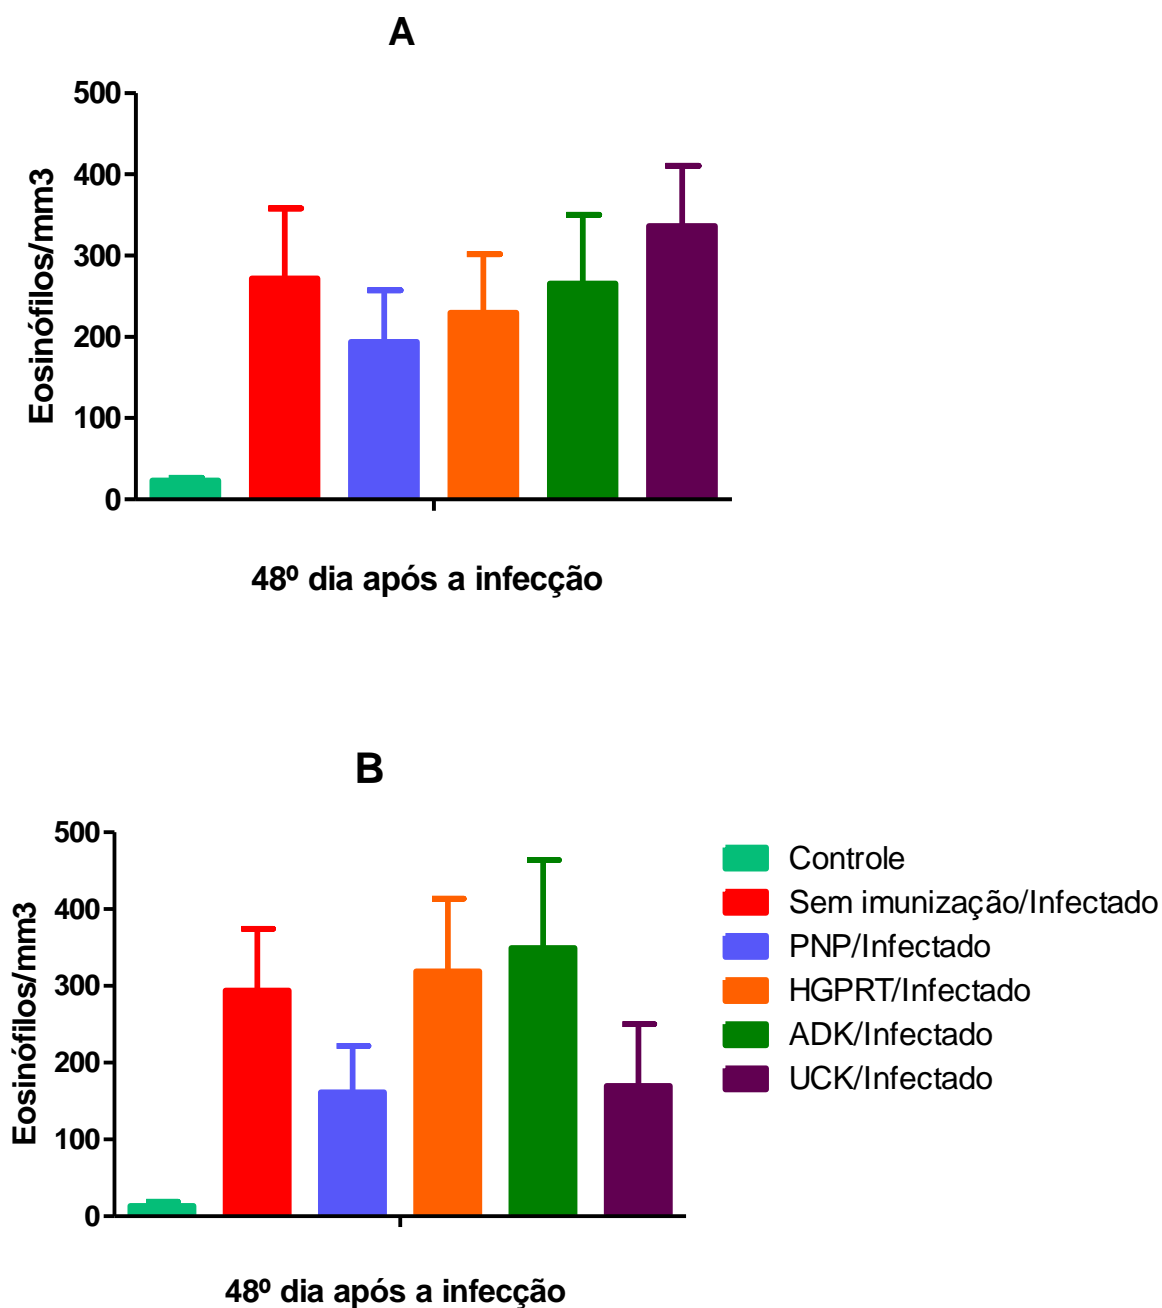 A
Eosinófilos/mm3
500
400
300
200
100
0
48º dia após a infecção
B
Eosinófilos/mm3
500
400
300
200
100
0
48º dia após a infecção
Controle
Sem imunização/Infectado
PNP/Infectado
HGPRT/Infectado
ADK/Infectado
UCK/Infectado